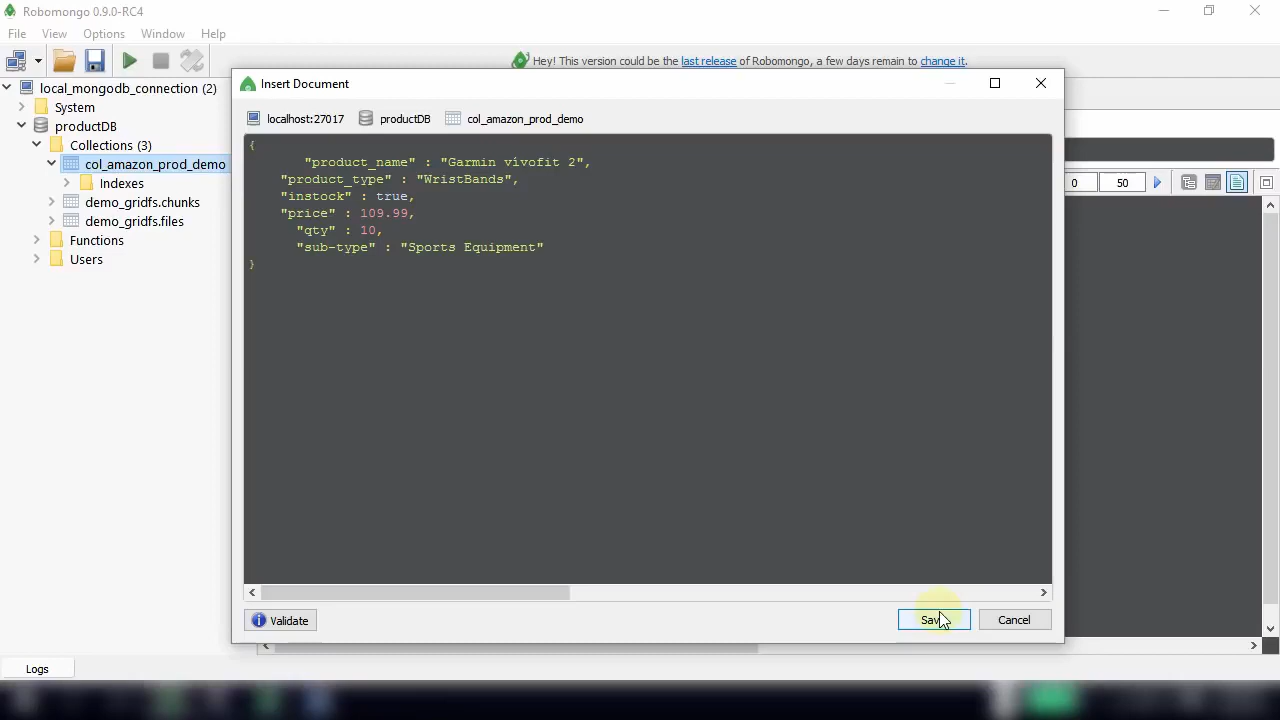 Robomongo 0.9.0-RC4
File View Options Window Help
Hey! This version could be the last release of Robomongo, a few days remain to change it.
local_mongodb_connection (2)
System
productDB
Collections (3)
col_amazon_prod_demo
Indexes
demo_gridfs.chunks
demo_gridfs.files
Functions
Users
Insert Document
localhost:27017 productDB col_amazon_prod_demo
{
"product_name" : "Garmin vivofit 2",
"product_type" : "WristBands",
"instock" : true,
"price" : 109.99,
"qty" : 10,
"sub-type" : "Sports Equipment"
}
0 50
Validate
Save Cancel
Logs